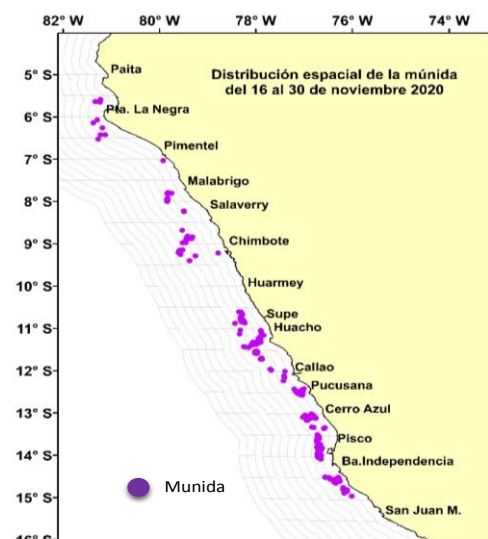 82°W 80°W 78°W 76°W 74°W
5° S
Paita
Distribución espacial de la múnida
del 16 al 30 de noviembre 2020
6° S
Pta. La Negra
Pimentel
7° S
Malabrigo
8° S
Salaverry
9° S
Chimbote
10° S
Huarmey
Supe
11° S
Huacho
12° S
Callao
Pucusana
13° S
Cerro Azul
Pisco
14° S
Ba.Independencia
15° S
Munida
San Juan M.
16° S